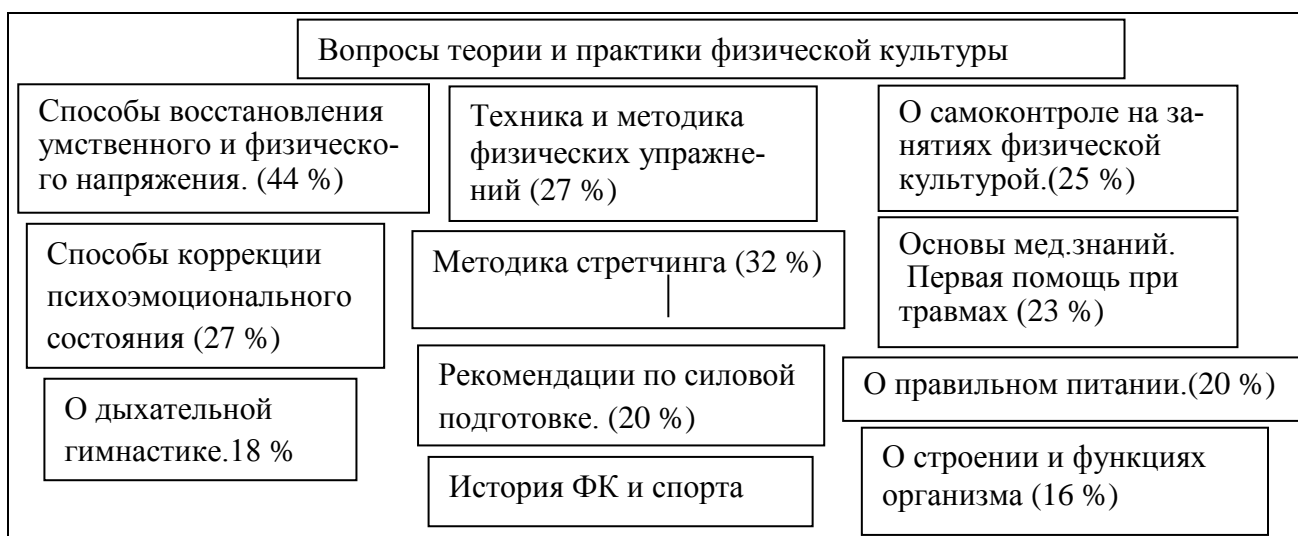 Вопросы теории и практики физической культуры
Способы восстановления
умственного и физическо-
го напряжения. (44 %)
Техника и методика
физических упражне-
ний (27 %)
О самоконтроле на за-
нятиях физической
культурой.(25 %)
Способы коррекции
психоэмоционального
состояния (27 %)
Методика стретчинга (32 %)
Основы мед.знаний.
Первая помощь при
травмах (23 %)
О дыхательной
гимнастике.18 %
Рекомендации по силовой
подготовке. (20 %)
О правильном питании.(20 %)
История ФК и спорта
О строении и функциях
организма (16 %)